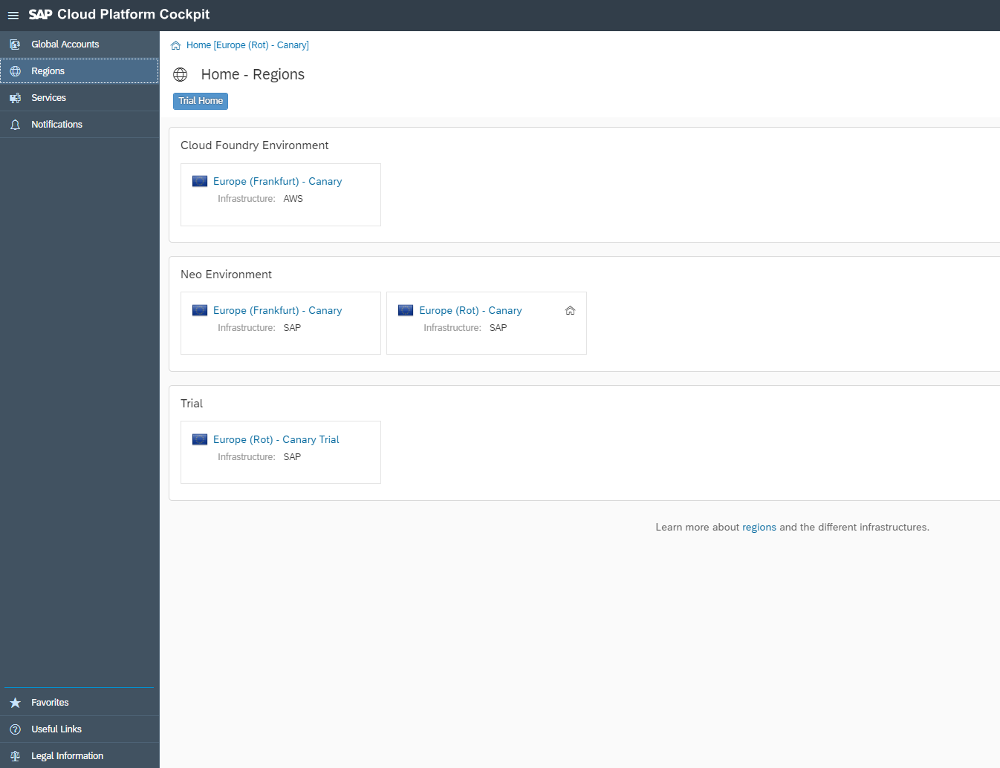 SAP Cloud Platform Cockpit
Global Accounts
Regions
Services
Notifications
Favorites
Useful Links
Legal Information
Home [Europe (Rot) - Canary]
Home - Regions
Trial Home
Cloud Foundry Environment
Europe (Frankfurt) - Canary
Infrastructure: AWS
Neo Environment
Europe (Frankfurt) - Canary
Infrastructure: SAP
Europe (Rot) - Canary
Infrastructure: SAP
Trial
Europe (Rot) - Canary Trial
Infrastructure: SAP
Learn more about regions and the different infrastructures.